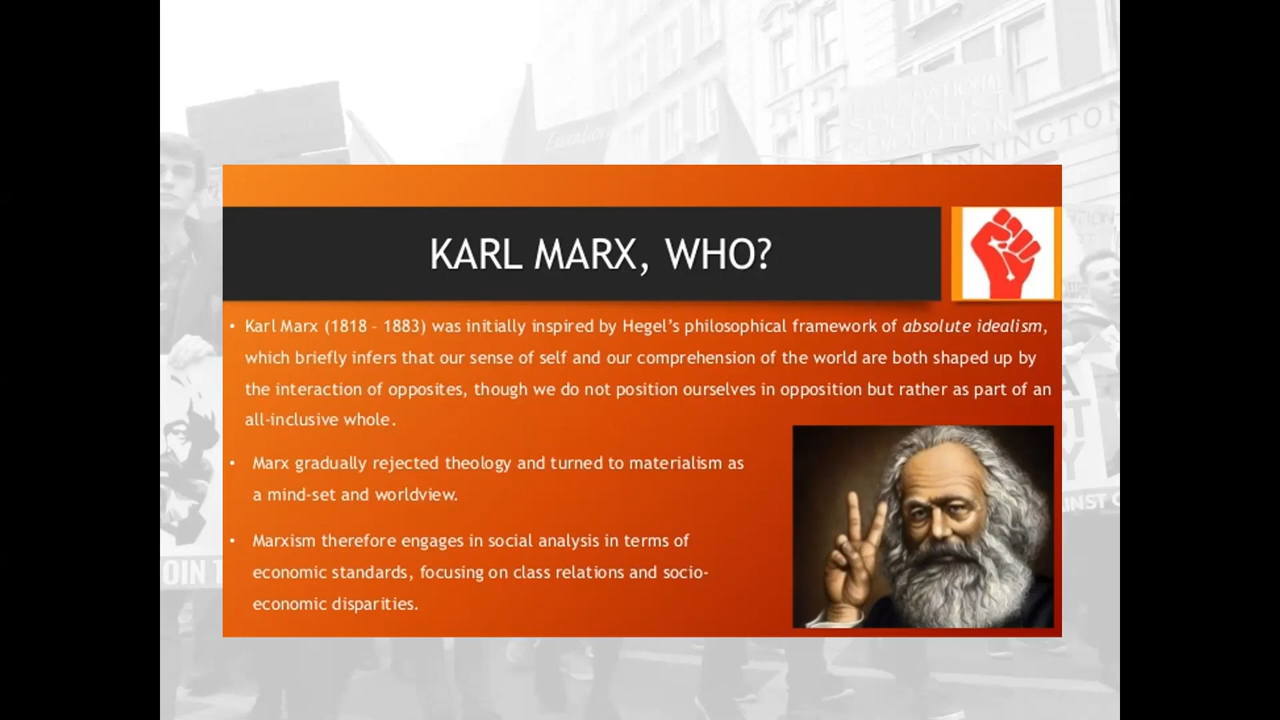 KARL MARX, WHO?
• Karl Marx (1818 – 1883) was initially inspired by Hegel's philosophical framework of absolute idealism,
which briefly infers that our sense of self and our comprehension of the world are both shaped up by
the interaction of opposites, though we do not position ourselves in opposition but rather as part of an
all-inclusive whole.
• Marx gradually rejected theology and turned to materialism as
a mind-set and worldview.
• Marxism therefore engages in social analysis in terms of
economic standards, focusing on class relations and socio-
economic disparities.
SOCIALIST
REVOLUTION
OIN